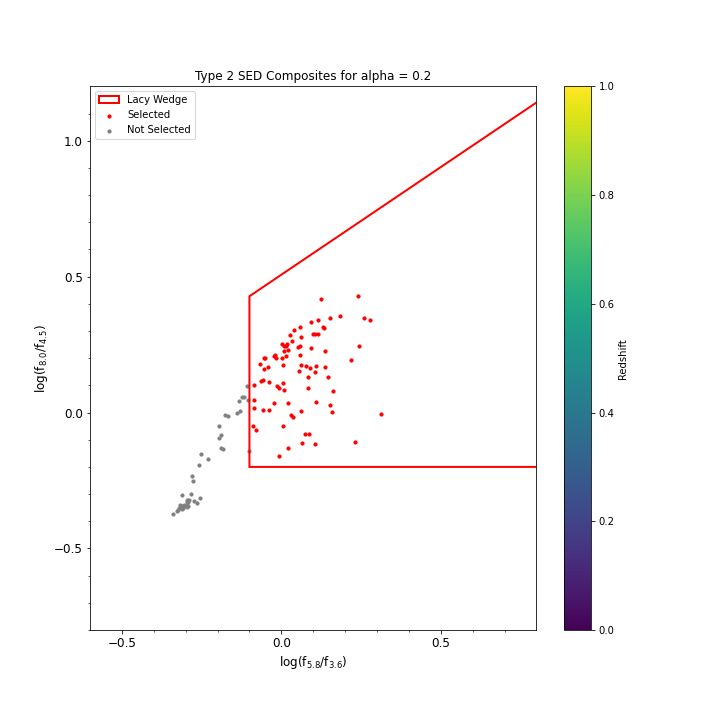 Type 2 SED Composites for alpha = 0.2
Lacy Wedge
Selected
Not Selected
1.0
0.5
0.0
−0.5
log(f8.0/f4.5)
−0.5
0.0
0.5
log(f5.8/f3.6)
1.0
0.8
0.6
0.4
0.2
0.0
Redshift